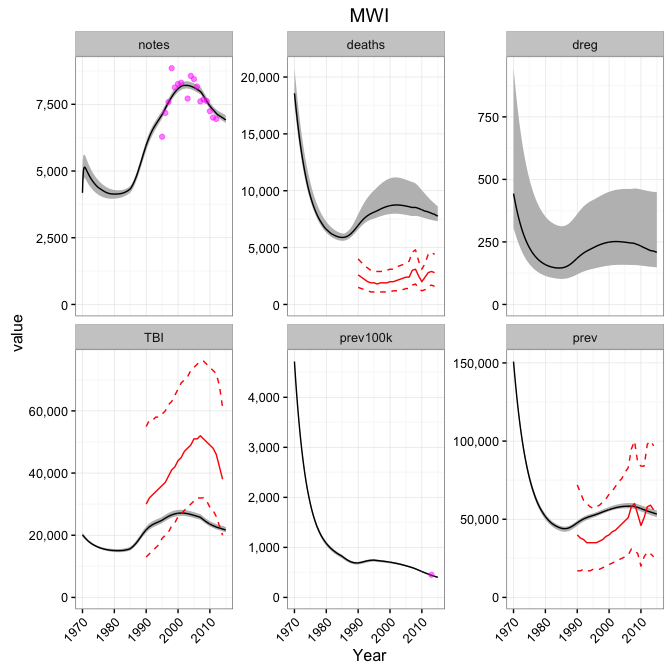 MWI
notes deaths dreg
7,500 5,000 2,500 0
20,000 15,000 10,000 5,000 0
750 500 250 0
value
TBI prev100k prev
60,000 40,000 20,000 0
4,000 3,000 2,000 1,000 0
150,000 100,000 50,000 0
1970 1980 1990 2000 2010 1970 1980 1990 2000 2010 1970 1980 1990 2000 2010
Year